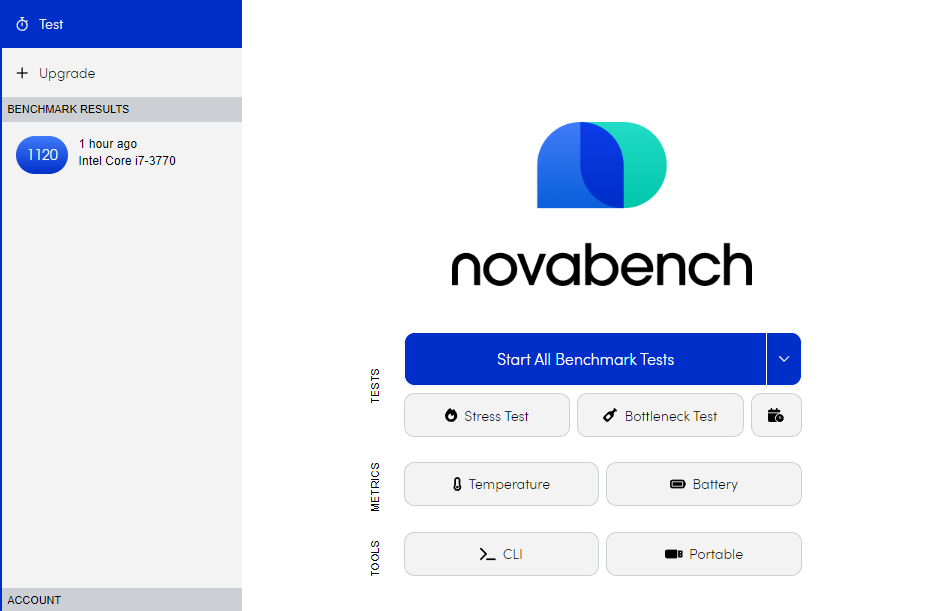 Test
Upgrade
BENCHMARK RESULTS
1120
1 hour ago
Intel Core i7-3770
ACCOUNT
novabench
TESTS
Start All Benchmark Tests
Stress Test
Bottleneck Test
METRICS
Temperature
Battery
TOOLS
CLI
Portable